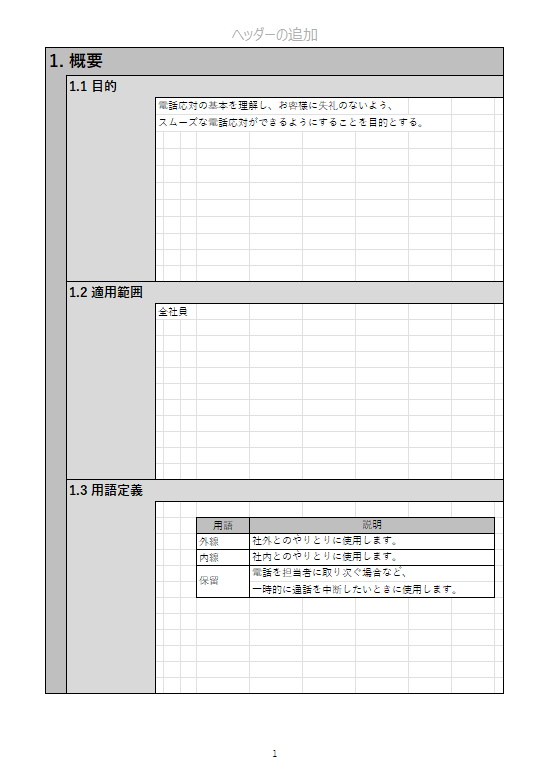 ヘッダーの追加
1. 概要
1.1 目的
電話応対の基本を理解し、お客様に失礼のないよう、
スムーズな電話応対ができるようにすることを目的とする。
1.2 適用範囲
全社員
1.3 用語定義
用語 説明
外線 社外とのやりとりに使用します。
内線 社内とのやりとりに使用します。
保留 電話を担当者に取り次ぐ場合など、
一時的に通話を中断したいときに使用します。
1